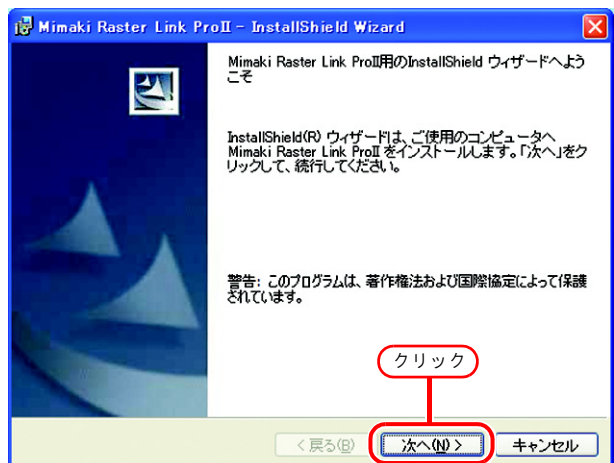 Mimaki Raster Link ProⅡ - InstallShield Wizard
Mimaki Raster Link ProⅡ用のInstallShield ウィザードへよう
こそ
InstallShield(R) ウィザードは、ご使用のコンピュータへ
Mimaki Raster Link ProⅡ をインストールします。「次へ」をク
リックして、続行してください。
警告: このプログラムは、著作権法および国際協定によって保護
されています。
クリック
< 戻る(B)
次へ(N) >
キャンセル